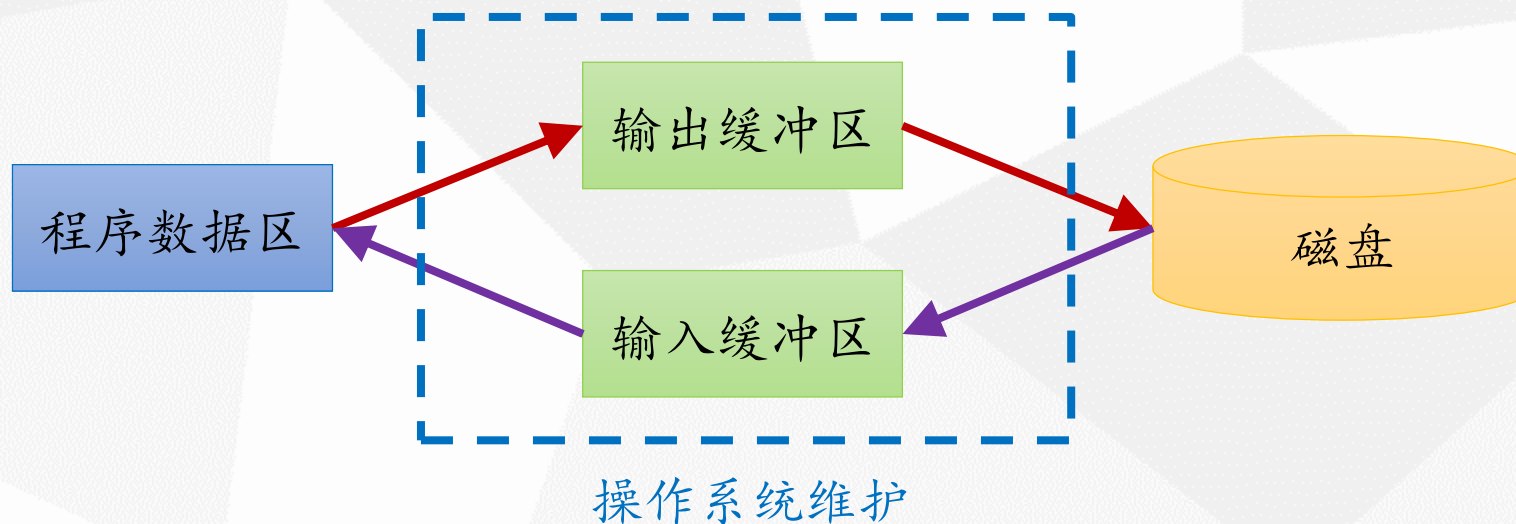 输出缓冲区
程序数据区
磁盘
输入缓冲区
操作系统维护